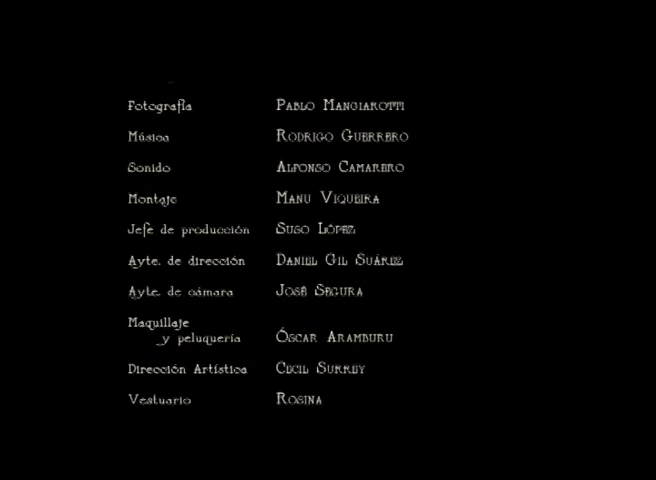 Fotografía PABLO MANGIAROTTI
Música RODRIGO GUERRERO
Sonido ALFONSO CAMARERO
Montaje MANU VIQUEIRA
Jefe de producción SUGO LÓPEZ
Ayte. de dirección DANIEL GIL SUÁREZ
Ayte. de cámara JOSÉ SEGURA
Maquillaje
y peluquería ÓSCAR ARAMBURU
Dirección Artística CECIL SURREY
Vestuario ROSINA